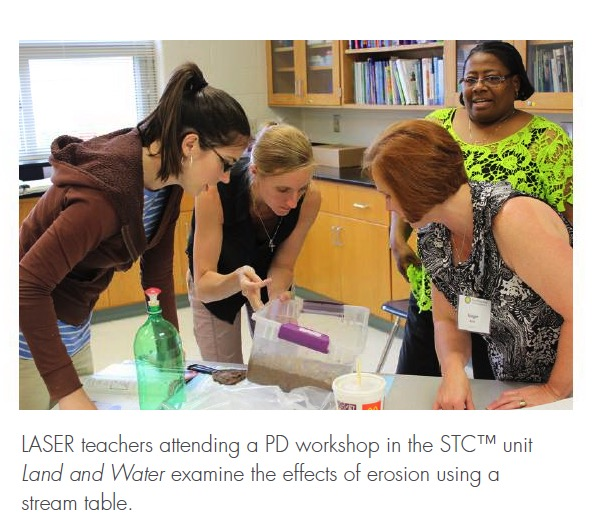 LASER teachers attending a PD workshop in the STC™ unit
Land and Water examine the effects of erosion using a
stream table.